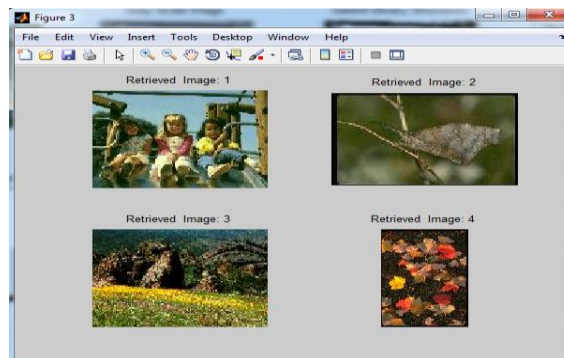 Figure 3
File Edit View Insert Tools Desktop Window Help
Retrieved Image: 1
Retrieved Image: 2
Retrieved Image: 3
Retrieved Image: 4